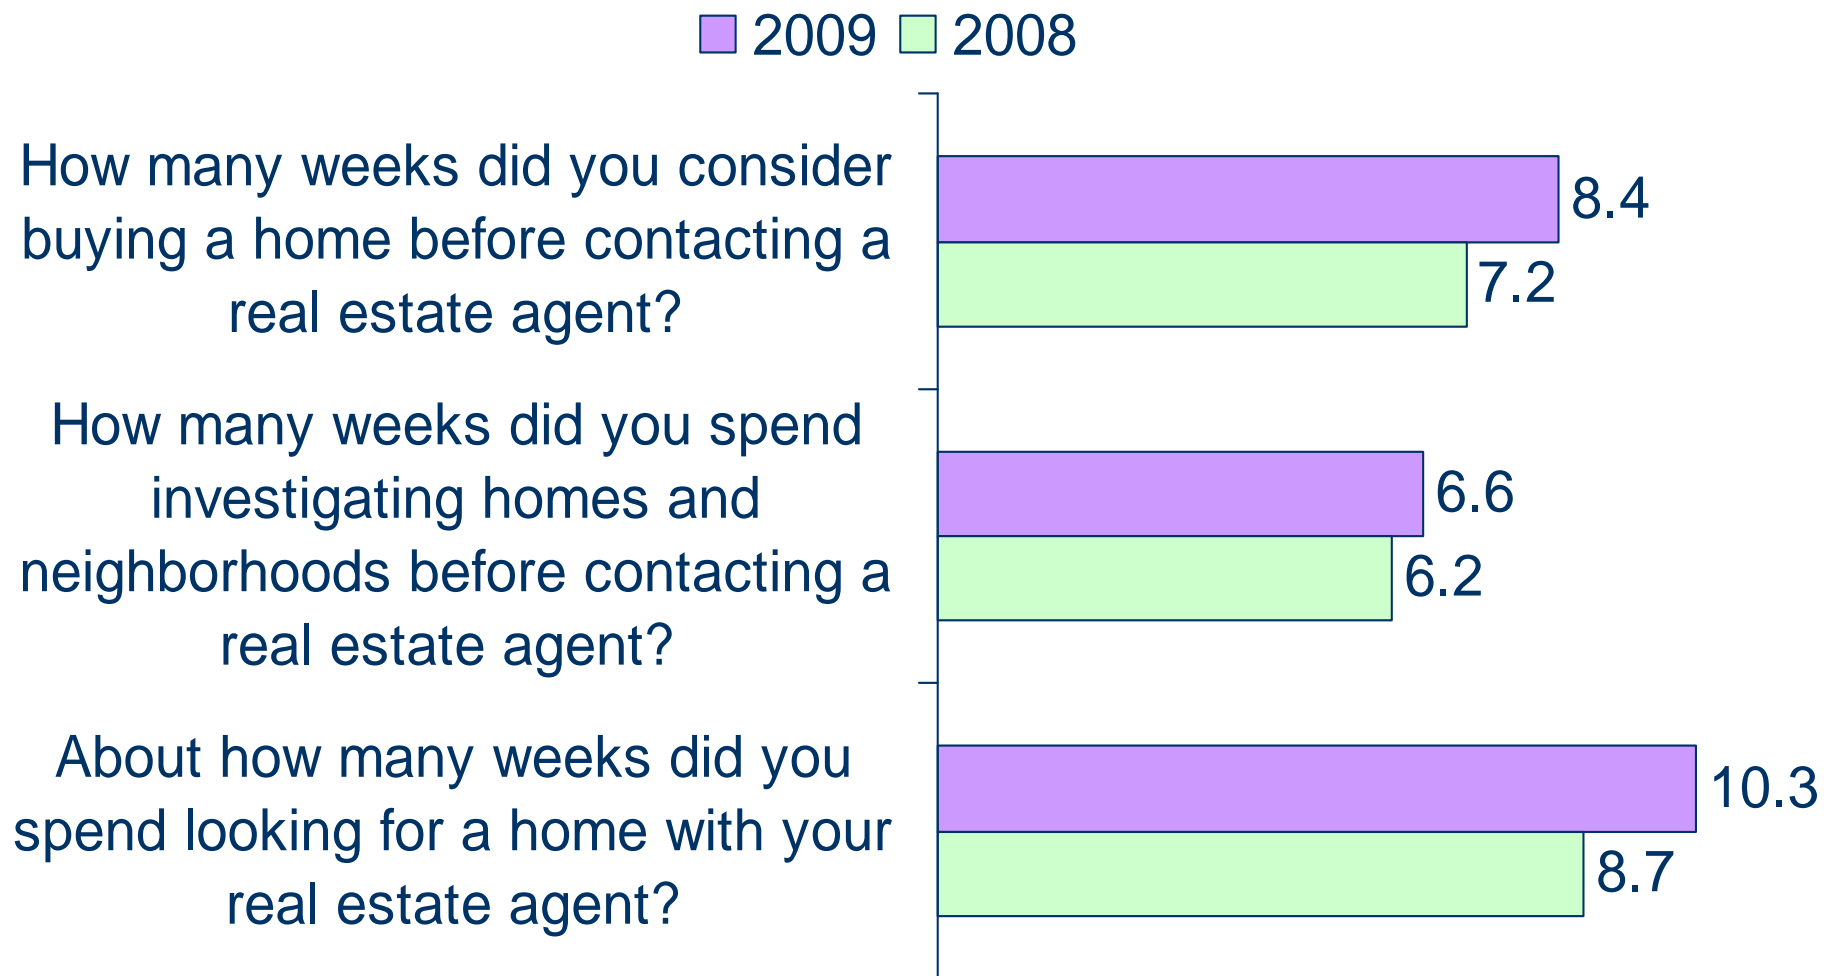 2009 2008
How many weeks did you consider
buying a home before contacting a
real estate agent?
8.4
7.2
How many weeks did you spend
investigating homes and
neighborhoods before contacting a
real estate agent?
6.6
6.2
About how many weeks did you
spend looking for a home with your
real estate agent?
10.3
8.7